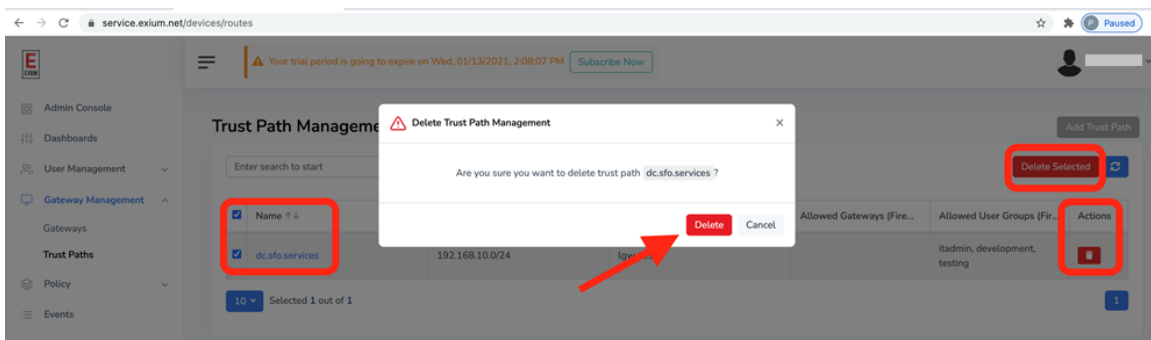 service.exium.net/devices/routes
Paused
P
E
EXIUM
Your trial period is going to expire on Wed, 01/13/2021, 2:08:07 PM
Subscribe Now
Admin Console
Dashboards
User Management
Gateway Management
Gateways
Trust Paths
Policy
Events
Trust Path Manageme
Add Trust Path
Enter search to start
Delete Selected
Delete Trust Path Management
Are you sure you want to delete trust path dc.sfo.services ?
Delete
Cancel
Name
Allowed Gateways (Fire...
Allowed User Groups (Fir...
Actions
dc.sfo.services
192.168.10.0/24
itadmin, development,
testing
10
Selected 1 out of 1
1